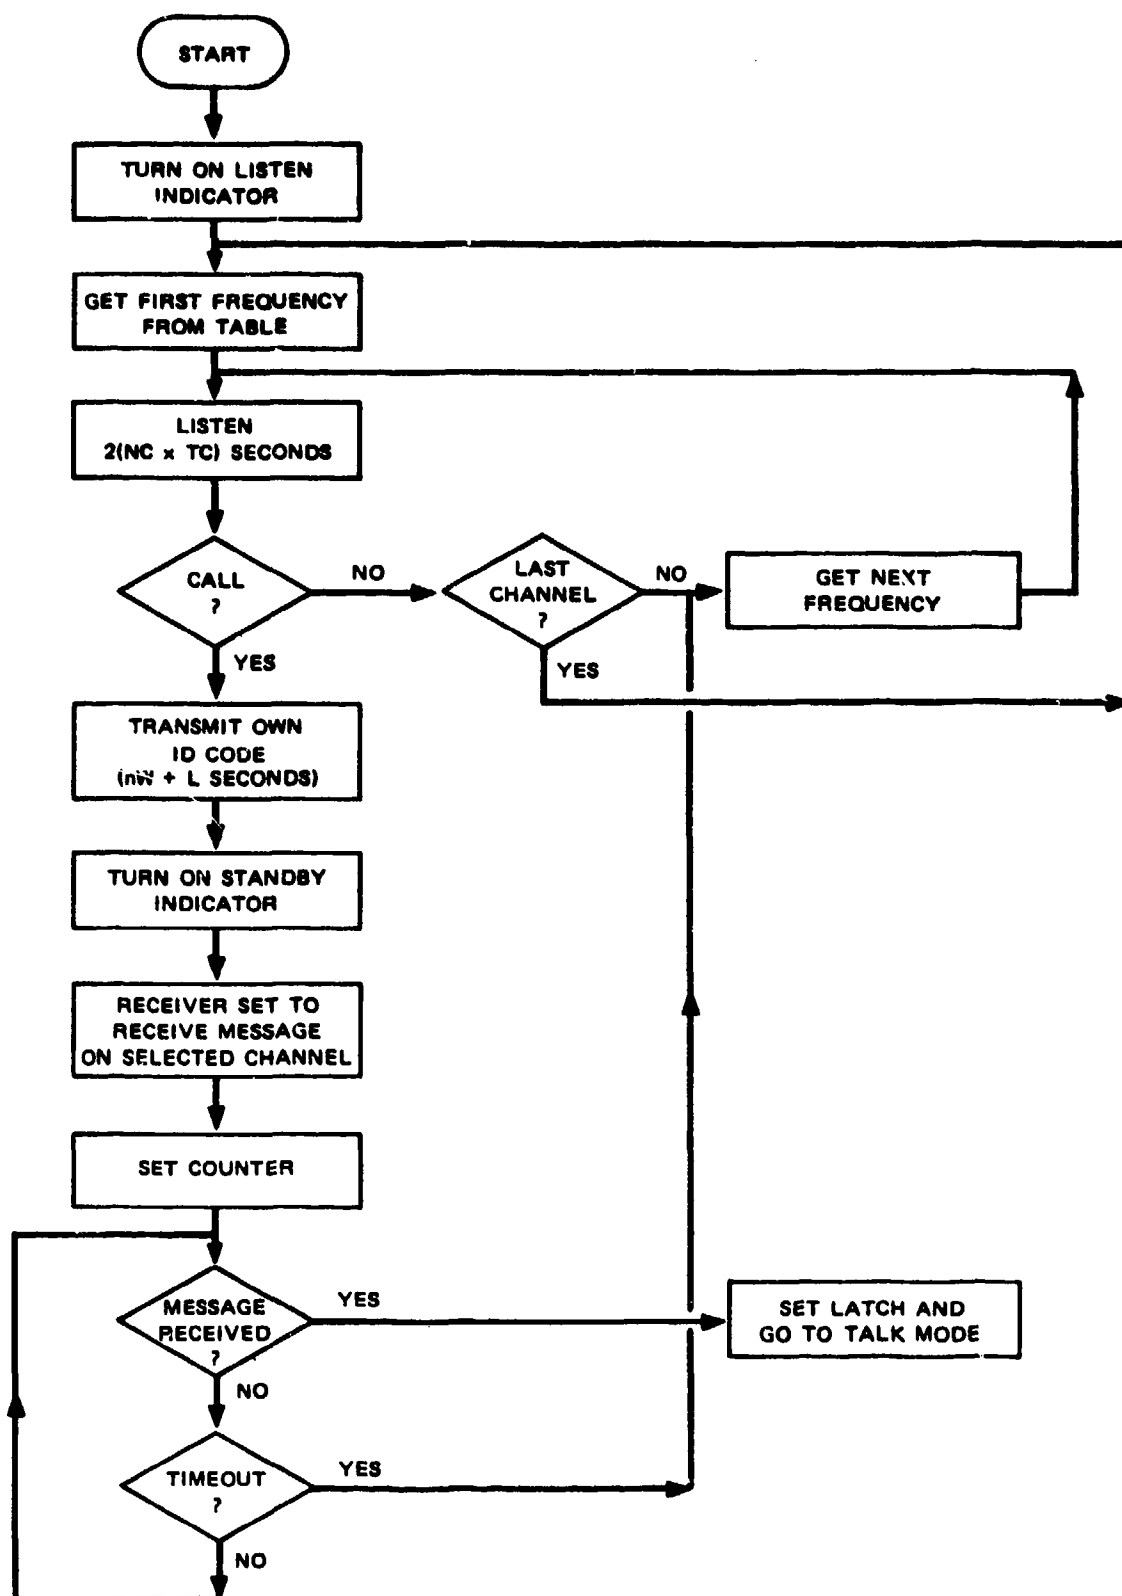 START
TURN ON LISTEN
INDICATOR
GET FIRST FREQUENCY
FROM TABLE
LISTEN
2(NC x TC) SECONDS
CALL
?
NO
LAST
CHANNEL
?
NO
GET NEXT
FREQUENCY
YES
YES
TRANSMIT OWN
ID CODE
(nW + L SECONDS)
TURN ON STANDBY
INDICATOR
RECEIVER SET TO
RECEIVE MESSAGE
ON SELECTED CHANNEL
SET COUNTER
MESSAGE
RECEIVED
?
YES
SET LATCH AND
GO TO TALK MODE
NO
TIMEOUT
?
YES
NO